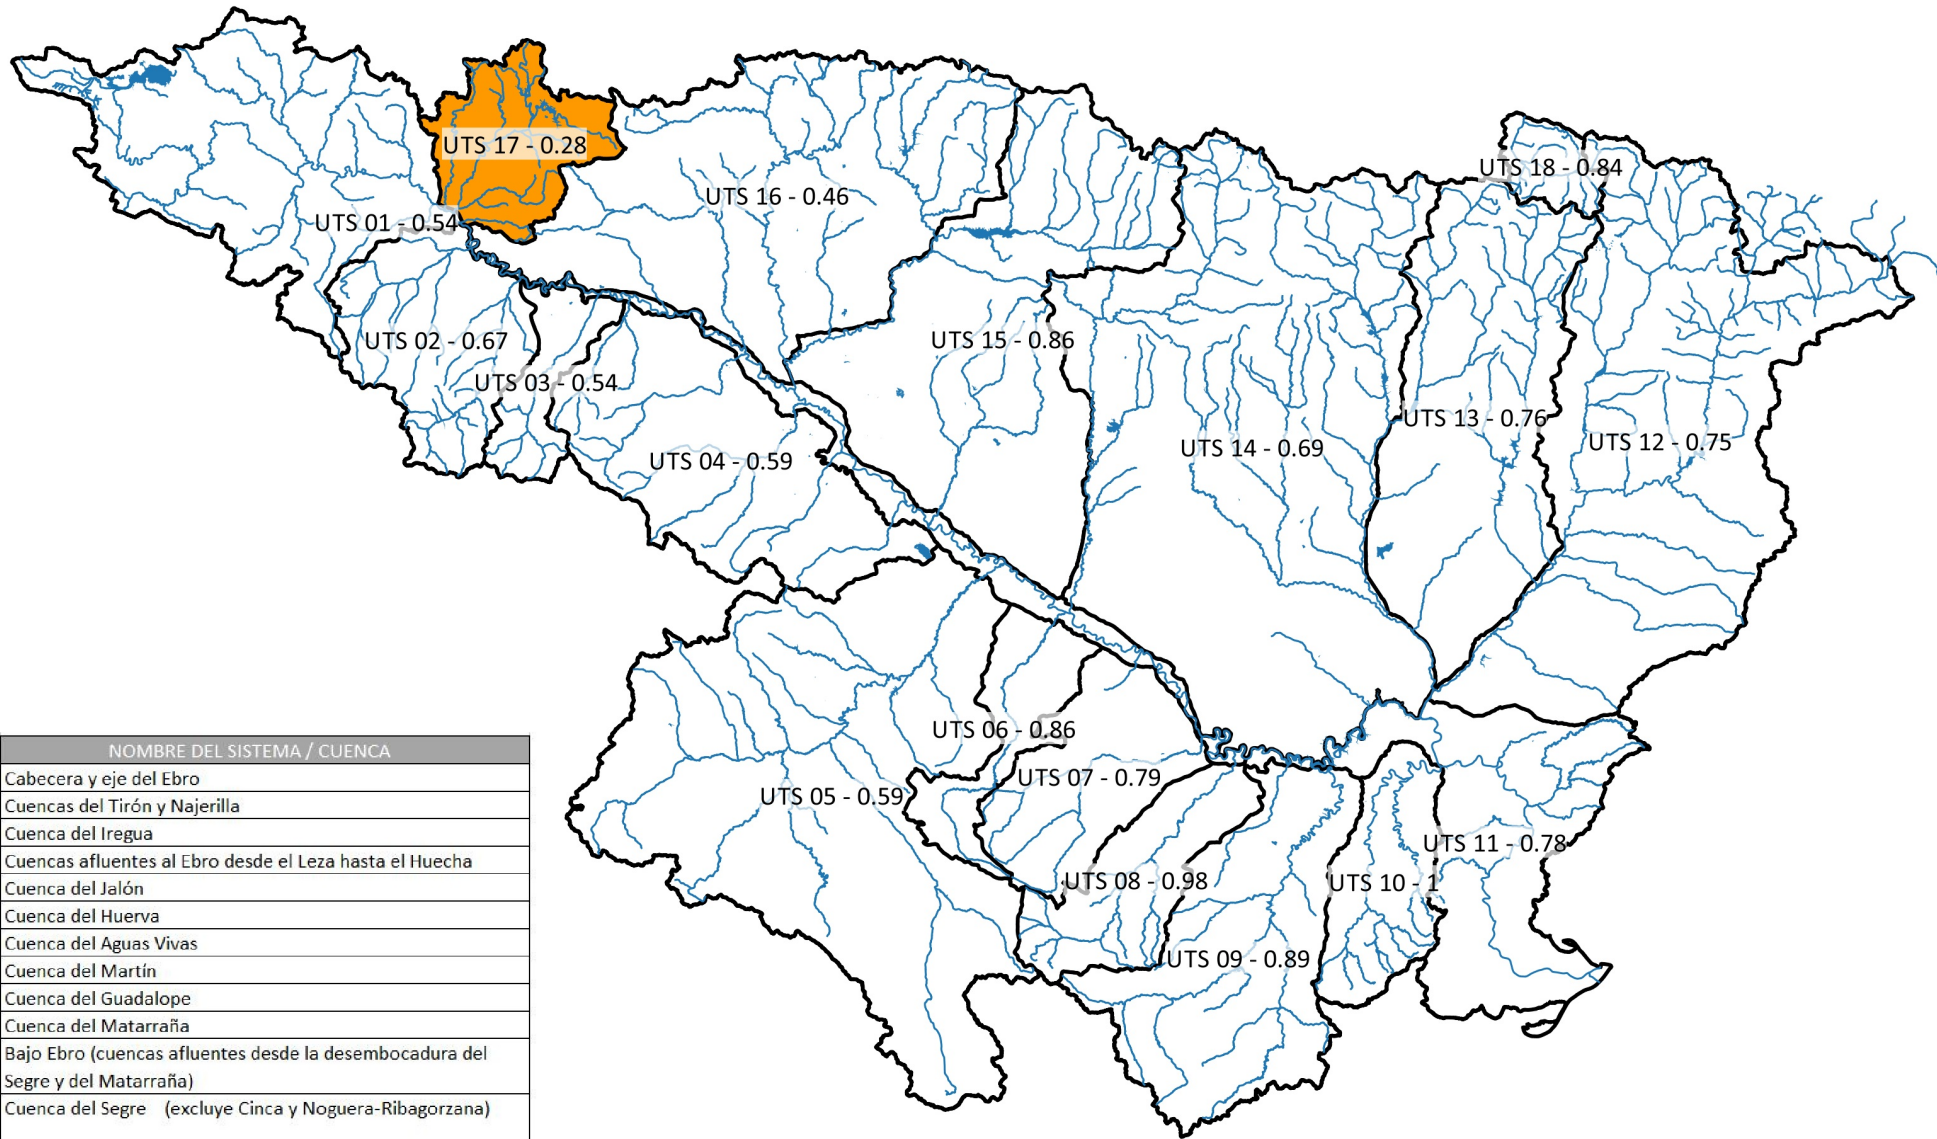 UTS 17 - 0.28
UTS 18 - 0.84
UTS 16 - 0.46
UTS 01 - 0.54
UTS 02 - 0.67
UTS 15 - 0.86
UTS 03 - 0.54
UTS 13 - 0.76
UTS 12 - 0.75
UTS 14 - 0.69
UTS 04 - 0.59
UTS 06 - 0.86
UTS 07 - 0.79
UTS 05 - 0.59
UTS 11 - 0.78
UTS 08 - 0.98
UTS 10 - 1
UTS 09 - 0.89
NOMBRE DEL SISTEMA / CUENCA
Cabecera y eje del Ebro
Cuencas del Tirón y Najerilla
Cuenca del Iregua
Cuencas afluentes al Ebro desde el Leza hasta el Huecha
Cuenca del Jalón
Cuenca del Huerva
Cuenca del Aguas Vivas
Cuenca del Martín
Cuenca del Guadalope
Cuenca del Matarraña
Bajo Ebro (cuencas afluentes desde la desembocadura del
Segre y del Matarraña)
Cuenca del Segre (excluye Cinca y Noguera-Ribagorzana)